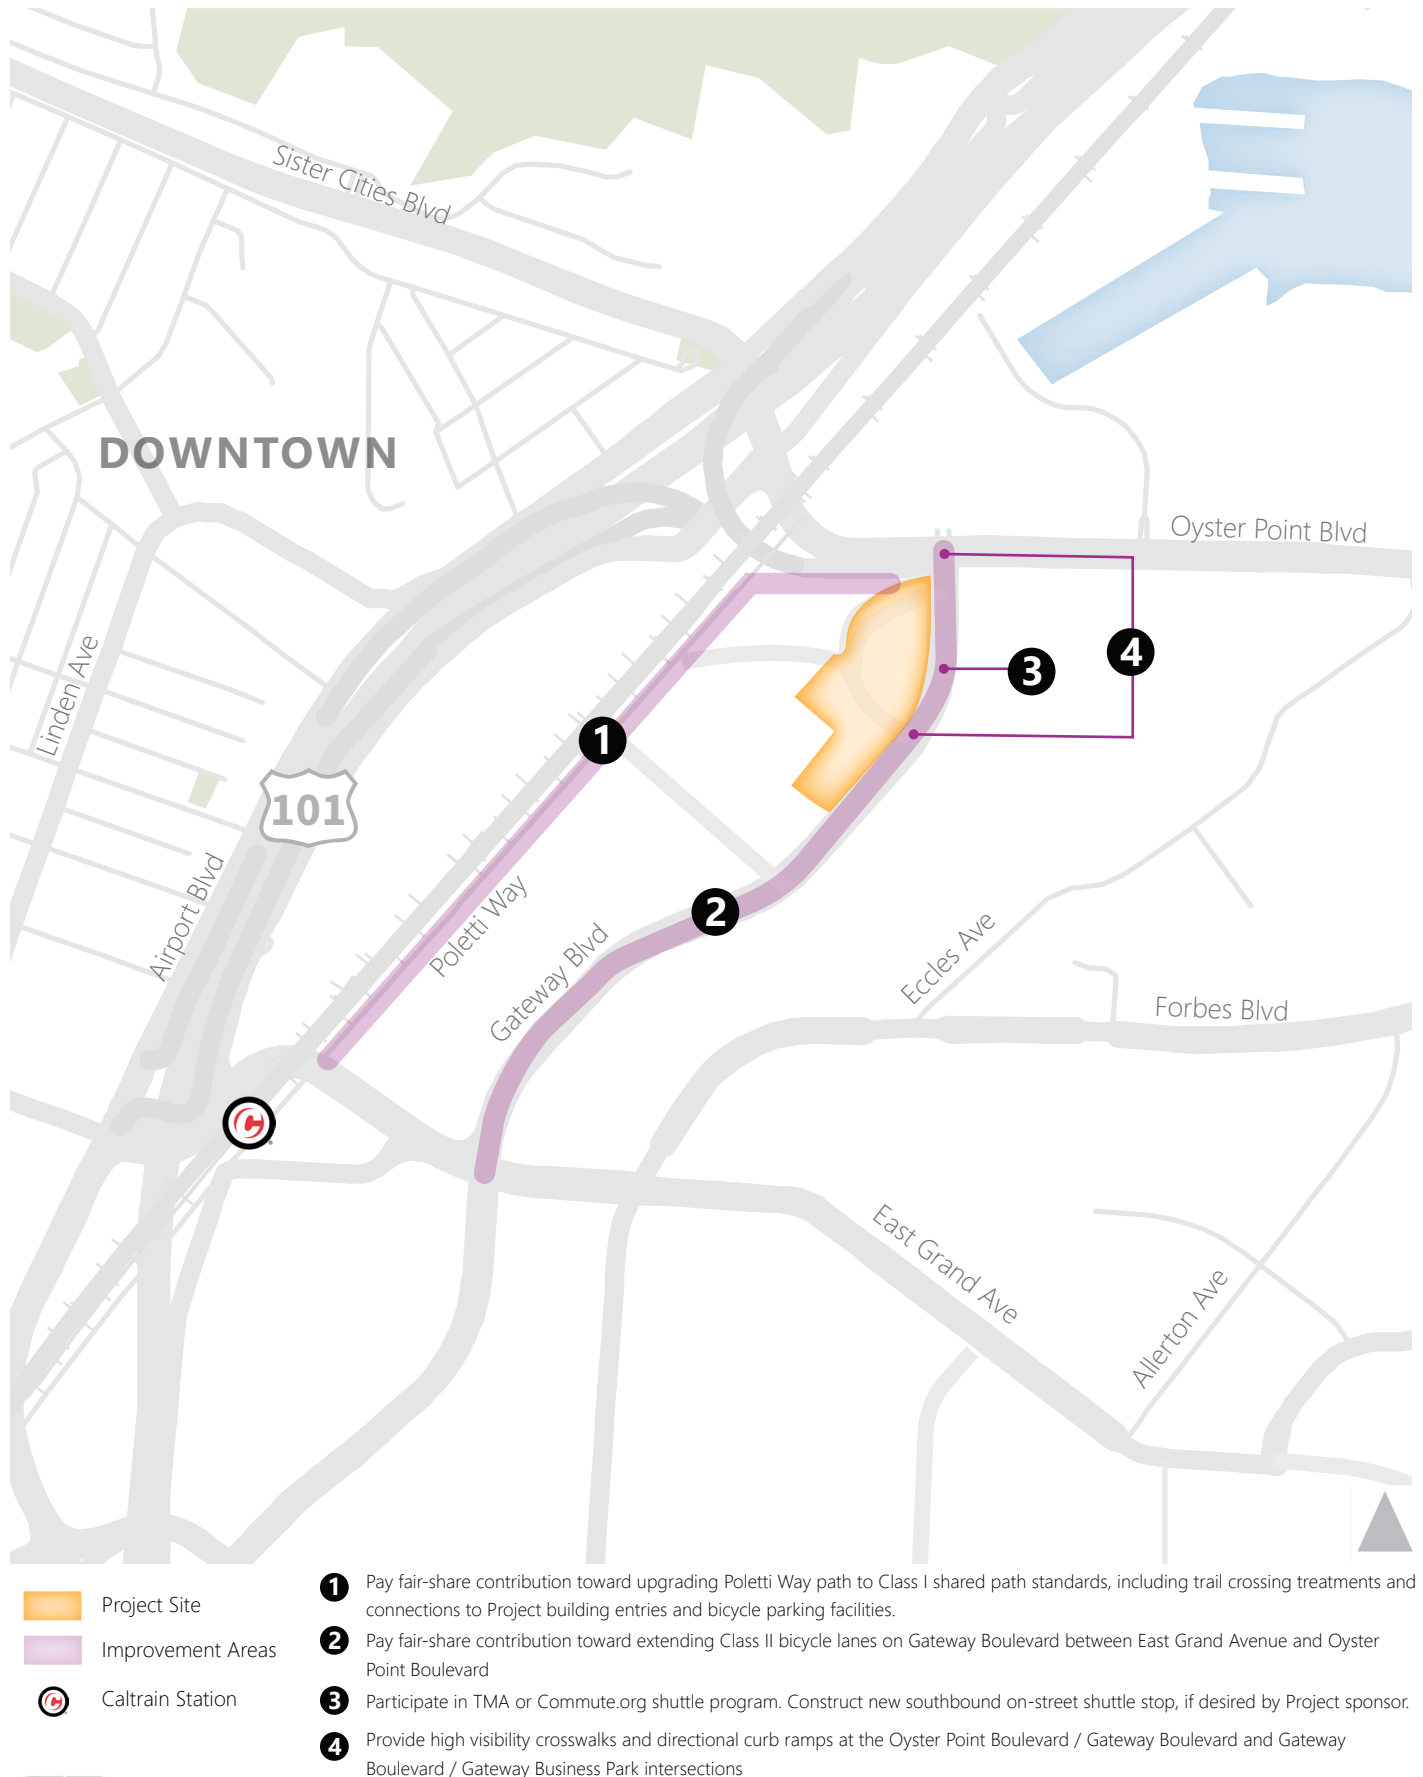 Sister Cities Blvd
DOWNTOWN
Oyster Point Blvd
4
3
Linden Ave
1
101
Airport Blvd
Poletti Way
2
Gateway Blvd
Eccles Ave
Forbes Blvd
C
East Grand Ave
Allerton Ave
Project Site
Improvement Areas
C
Caltrain Station
1 Pay fair-share contribution toward upgrading Poletti Way path to Class I shared path standards, including trail crossing treatments and
connections to Project building entries and bicycle parking facilities.
2 Pay fair-share contribution toward extending Class II bicycle lanes on Gateway Boulevard between East Grand Avenue and Oyster
Point Boulevard
3 Participate in TMA or Commute.org shuttle program. Construct new southbound on-street shuttle stop, if desired by Project sponsor.
4 Provide high visibility crosswalks and directional curb ramps at the Oyster Point Boulevard / Gateway Boulevard and Gateway
Boulevard / Gateway Business Park intersections